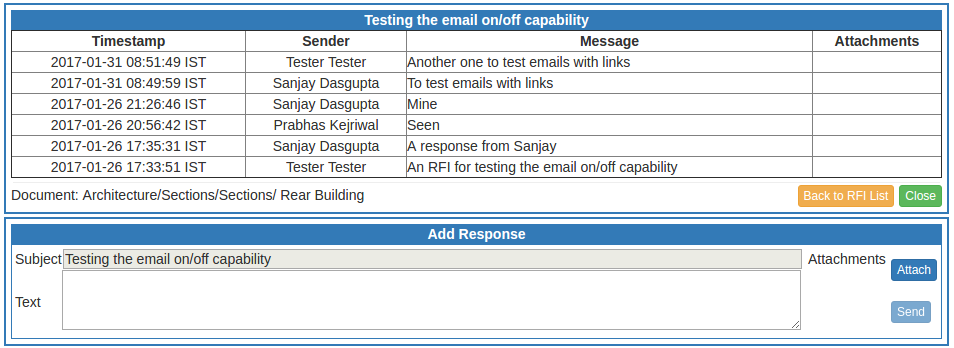 Testing the email on/off capability
Timestamp Sender Message Attachments
2017-01-31 08:51:49 IST Tester Tester Another one to test emails with links
2017-01-31 08:49:59 IST Sanjay Dasgupta To test emails with links
2017-01-26 21:26:46 IST Sanjay Dasgupta Mine
2017-01-26 20:56:42 IST Prabhas Kejriwal Seen
2017-01-26 17:35:31 IST Sanjay Dasgupta A response from Sanjay
2017-01-26 17:33:51 IST Tester Tester An RFI for testing the email on/off capability
Document: Architecture/Sections/Sections/ Rear Building Back to RFI List Close
Add Response
Subject Testing the email on/off capability Attachments Attach
Text Send